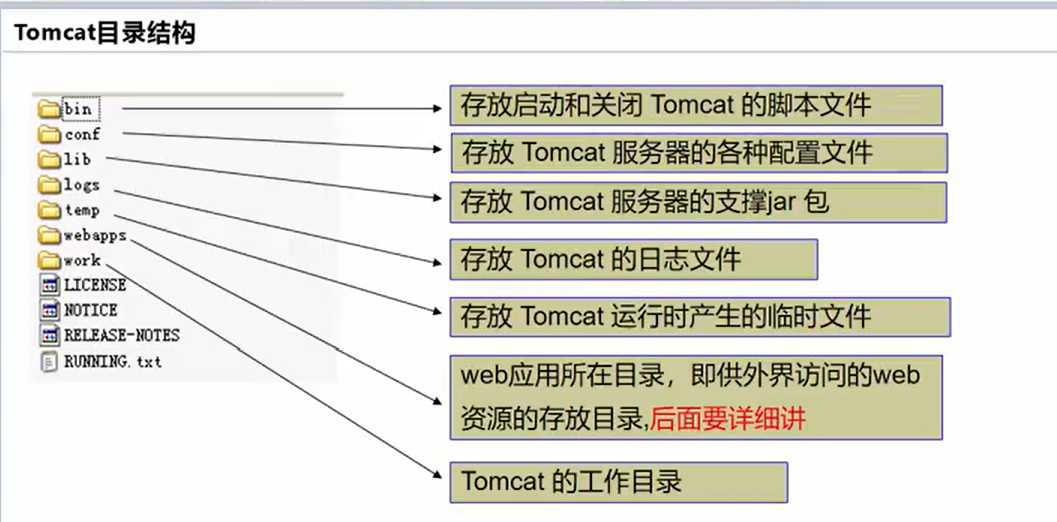 Tomcat目录结构
bin
存放启动和关闭 Tomcat 的脚本文件
conf
存放 Tomcat 服务器的各种配置文件
lib
存放 Tomcat 服务器的支撑jar 包
logs
存放 Tomcat 的日志文件
temp
存放 Tomcat 运行时产生的临时文件
webapps
web应用所在目录，即供外界访问的web
资源的存放目录,后面要详细讲
work
Tomcat 的工作目录
LICENSE
NOTICE
RELEASE-NOTES
RUNNING.txt